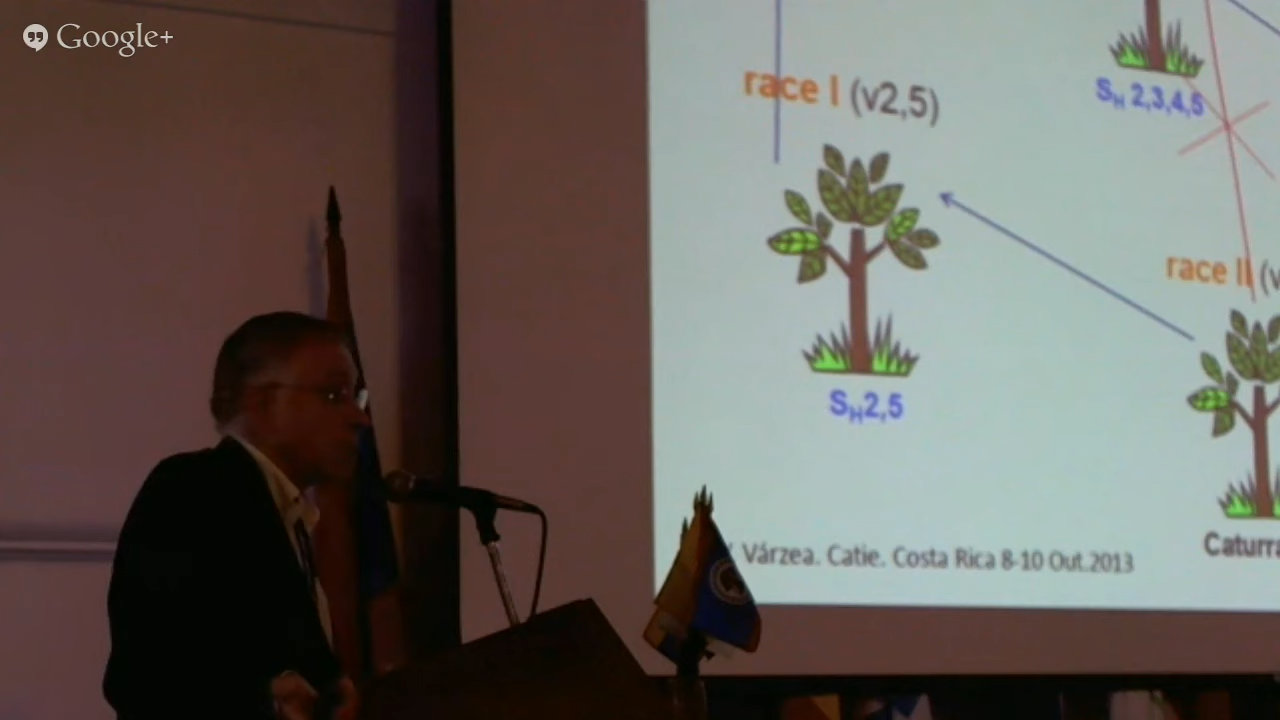 Google+
race I (v2,5)
SH 2,3,4,5
race II (v
SH2,5
Caturra
Várzea. Catie. Costa Rica 8-10 Out.2013